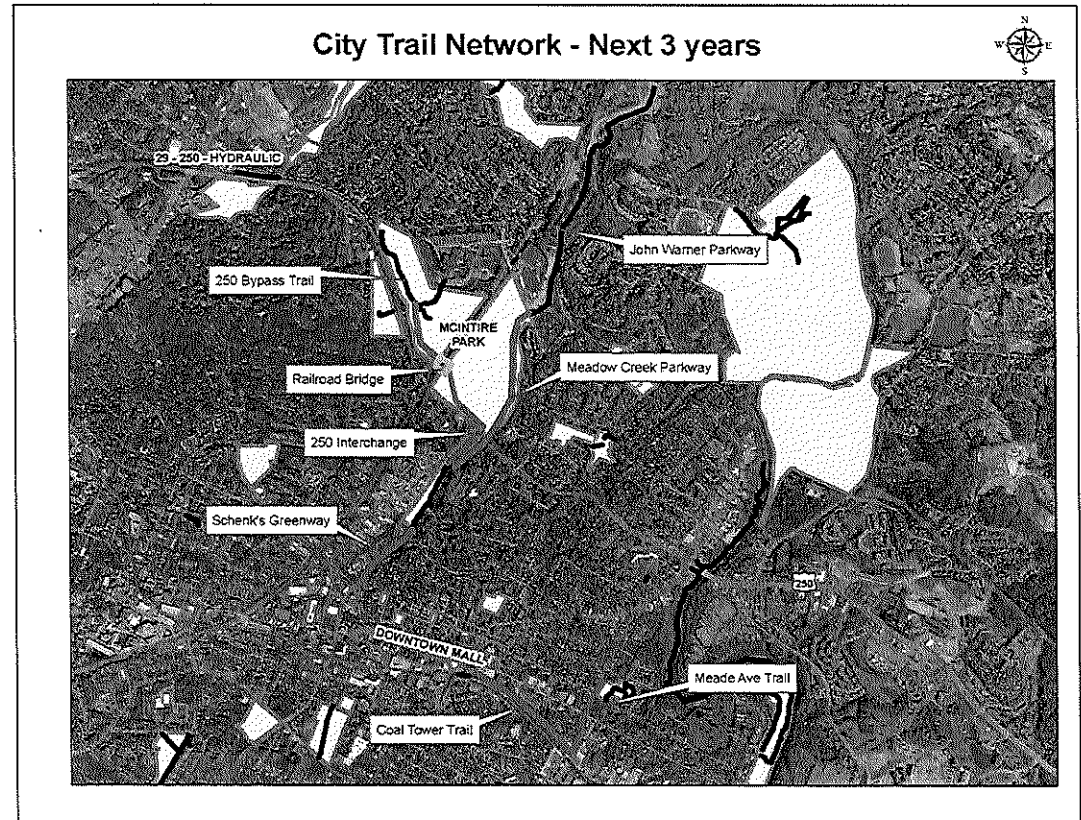 City Trail Network - Next 3 years
N
W E
S
29 - 250 - HYDRAULIC
John Warner Parkway
250 Bypass Trail
MCINTIRE
PARK
Railroad Bridge
Meadow Creek Parkway
250 Interchange
Schenk's Greenway
250
DOWNTOWN MALL
Meade Ave Trail
Coal Tower Trail